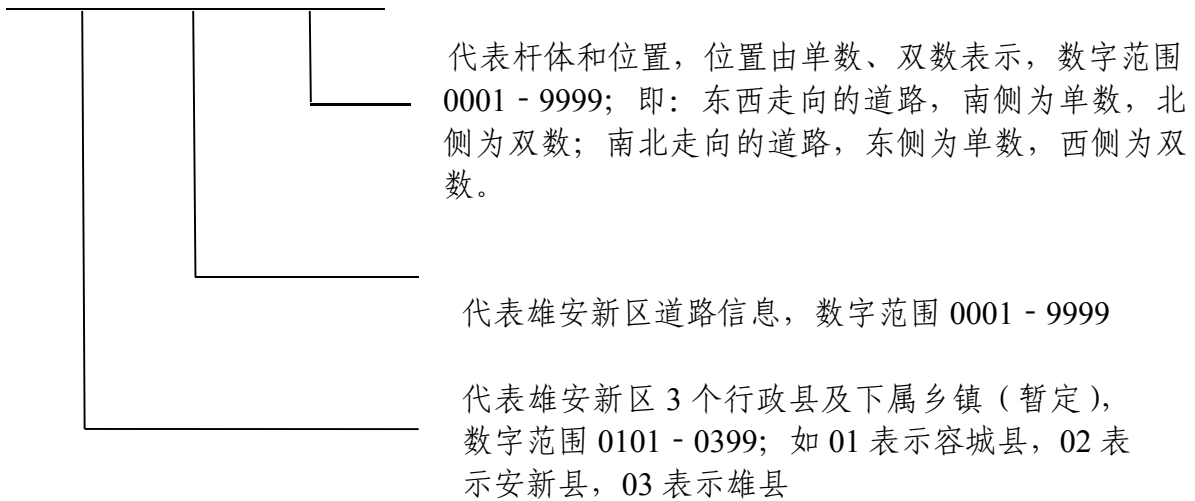 代表杆体和位置，位置由单数、双数表示，数字范围
0001‐9999；即：东西走向的道路，南侧为单数，北
侧为双数；南北走向的道路，东侧为单数，西侧为双
数。
代表雄安新区道路信息，数字范围 0001‐9999
代表雄安新区 3 个行政县及下属乡镇（暂定），
数字范围 0101‐0399；如 01 表示容城县，02 表
示安新县，03 表示雄县